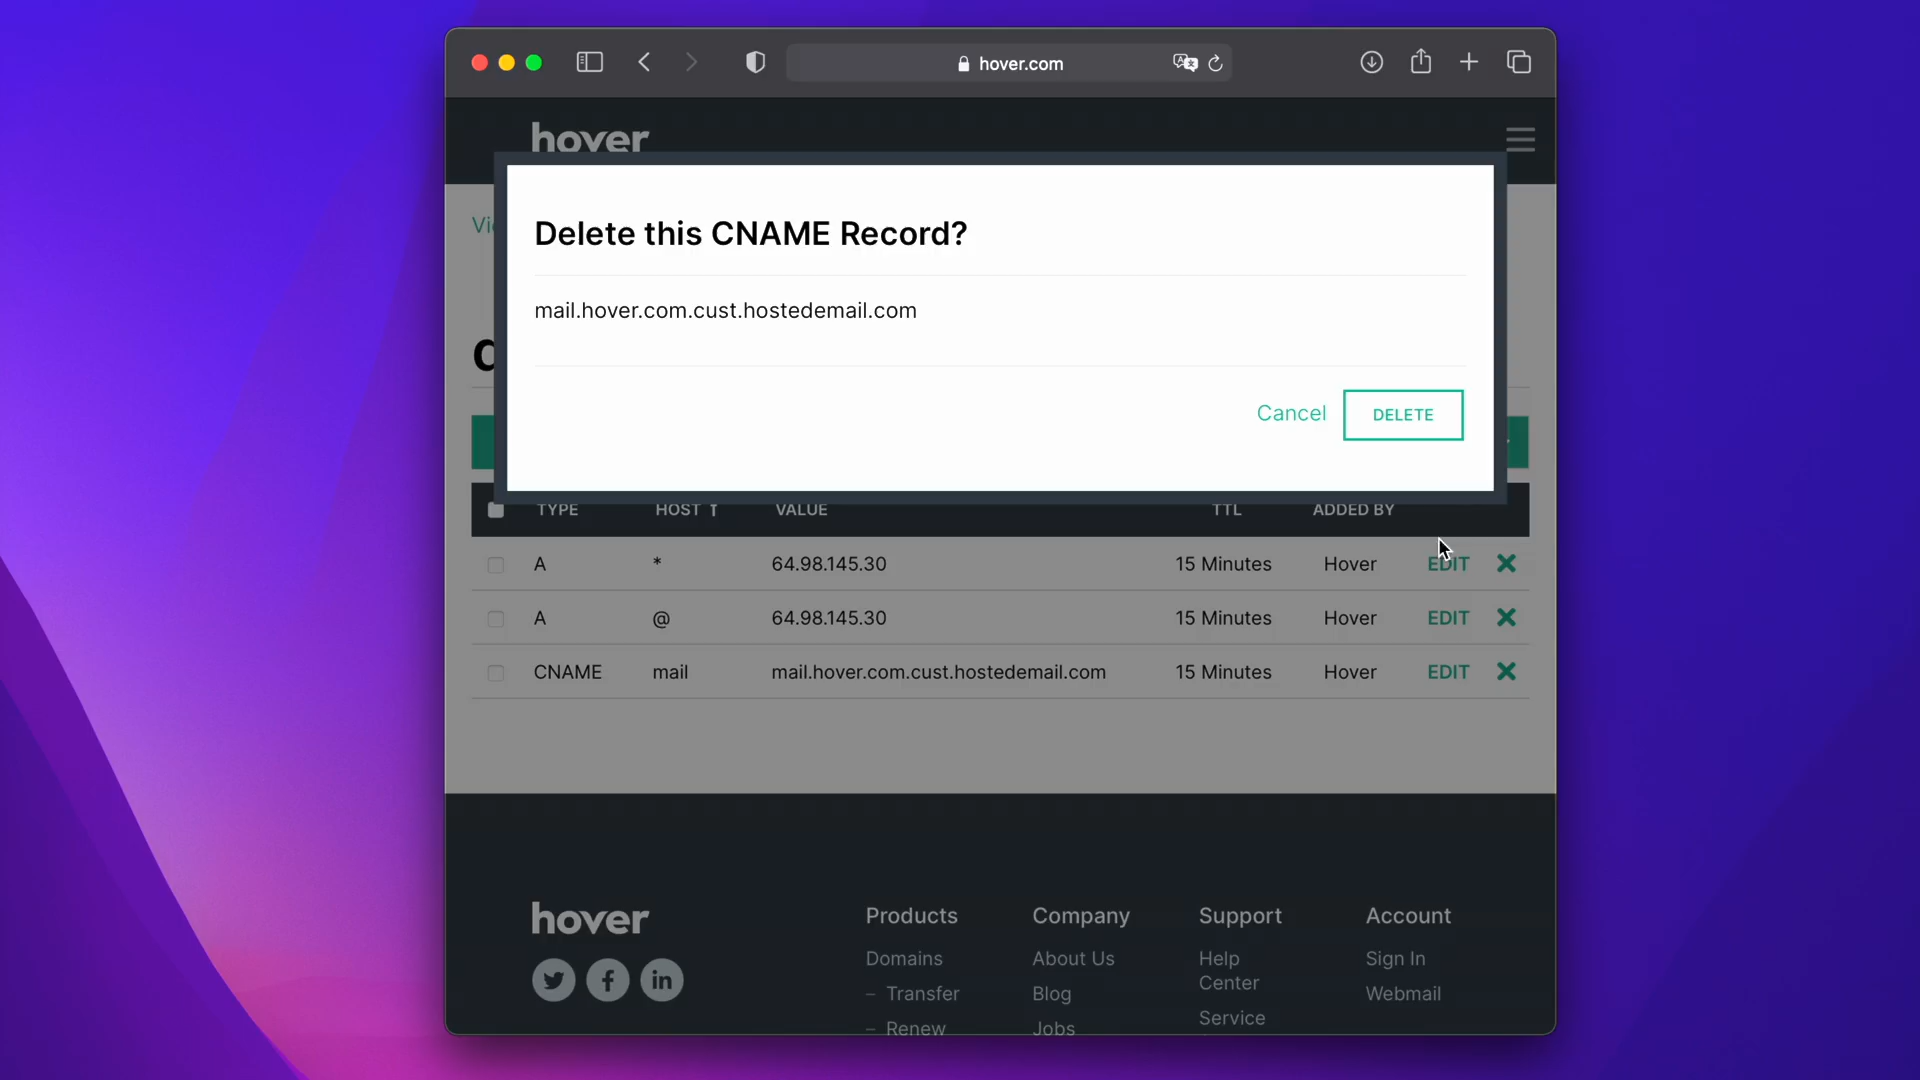 hover.com
hover
Delete this CNAME Record?
mail.hover.com.cust.hostedemail.com
Cancel DELETE
TYPE HOST VALUE TTL ADDED BY
A * 64.98.145.30 15 Minutes Hover EDIT
A @ 64.98.145.30 15 Minutes Hover EDIT
CNAME mail mail.hover.com.cust.hostedemail.com 15 Minutes Hover EDIT
hover
Products Company Support Account
Domains About Us Help Center Sign In
– Transfer Blog Webmail
– Renew Jobs Service